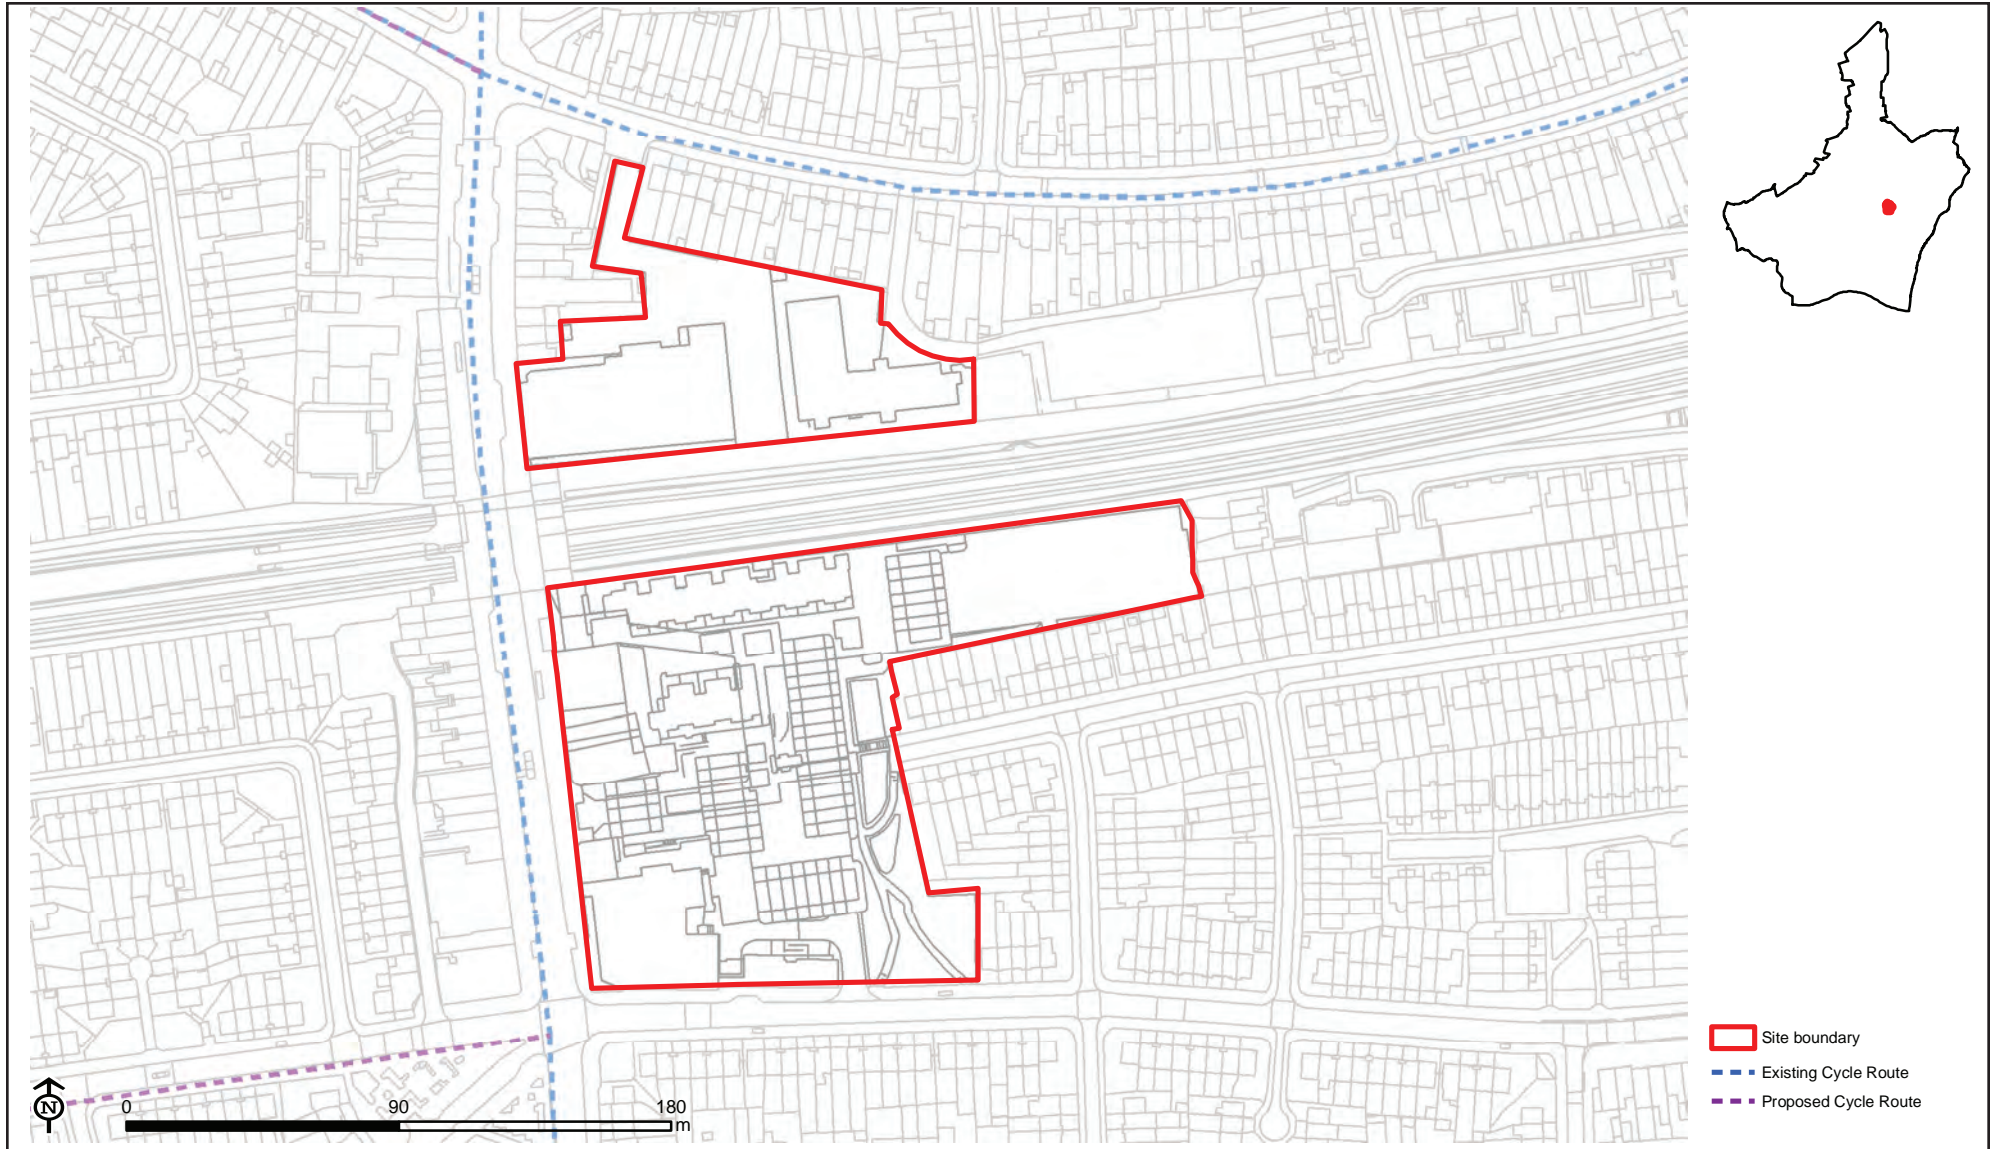 Site boundary
Existing Cycle Route
Proposed Cycle Route
N
0 90 180
m